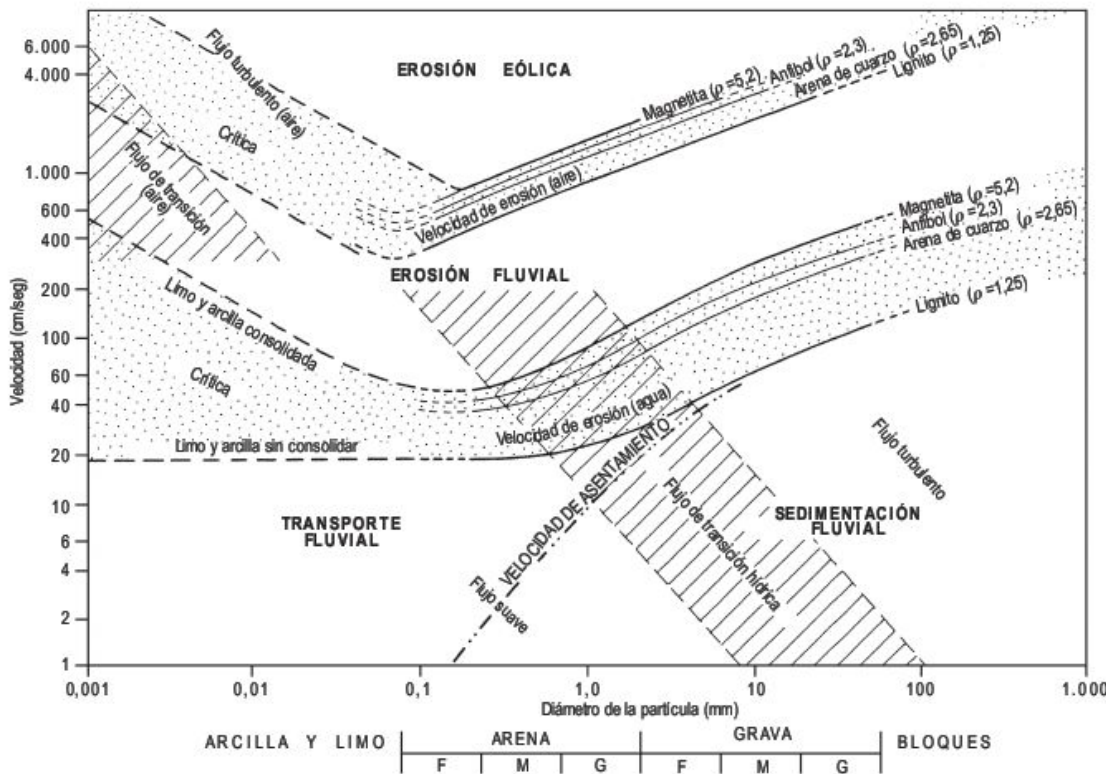 6.000
4.000
1.000
600
400
200
100
60
40
20
10
6
4
2
1
Velocidad (cm/seg)
EROSIÓN EÓLICA
Flujo turbulento (aire)
Crítica
Flujo de transición
(aire)
Magnetita (ρ=5,2)
Anfibol (ρ=2,3)
Arena de cuarzo (ρ=2,65)
Lignito (ρ=1,25)
Velocidad de erosión (aire)
EROSIÓN FLUVIAL
Limo y arcilla consolidada
Crítica
Limo y arcilla sin consolidar
Magnetita (ρ=5,2)
Anfibol (ρ=2,3)
Arena de cuarzo (ρ=2,65)
Lignito (ρ=1,25)
Velocidad de erosión (agua)
VELOCIDAD DE ASENTAMIENTO
Flujo turbulento
TRANSPORTE
FLUVIAL
Flujo suave
Flujo de transición hídrica
SEDIMENTACIÓN
FLUVIAL
0,001
0,01
0,1
1,0
10
100
1.000
Diámetro de la partícula (mm)
ARCILLA Y LIMO
ARENA
GRAVA
BLOQUES
F
M
G
F
M
G